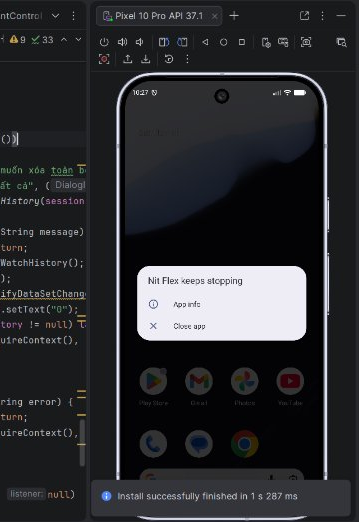 ntControl
Pixel 10 Pro API 37.1
9 33
())
muốn xóa toàn bộ
ất cả", ( Dialog
History(session
String message)
turn;
WatchHistory();
);
ifyDataSetChang
.setText("0");
tory != null) l
uireContext(),
ring error) {
turn;
uireContext(),
listener: null)
10:27
Nit Flex keeps stopping
App info
Close app
Play Store Gmail Photos YouTube
Install successfully finished in 1 s 287 ms